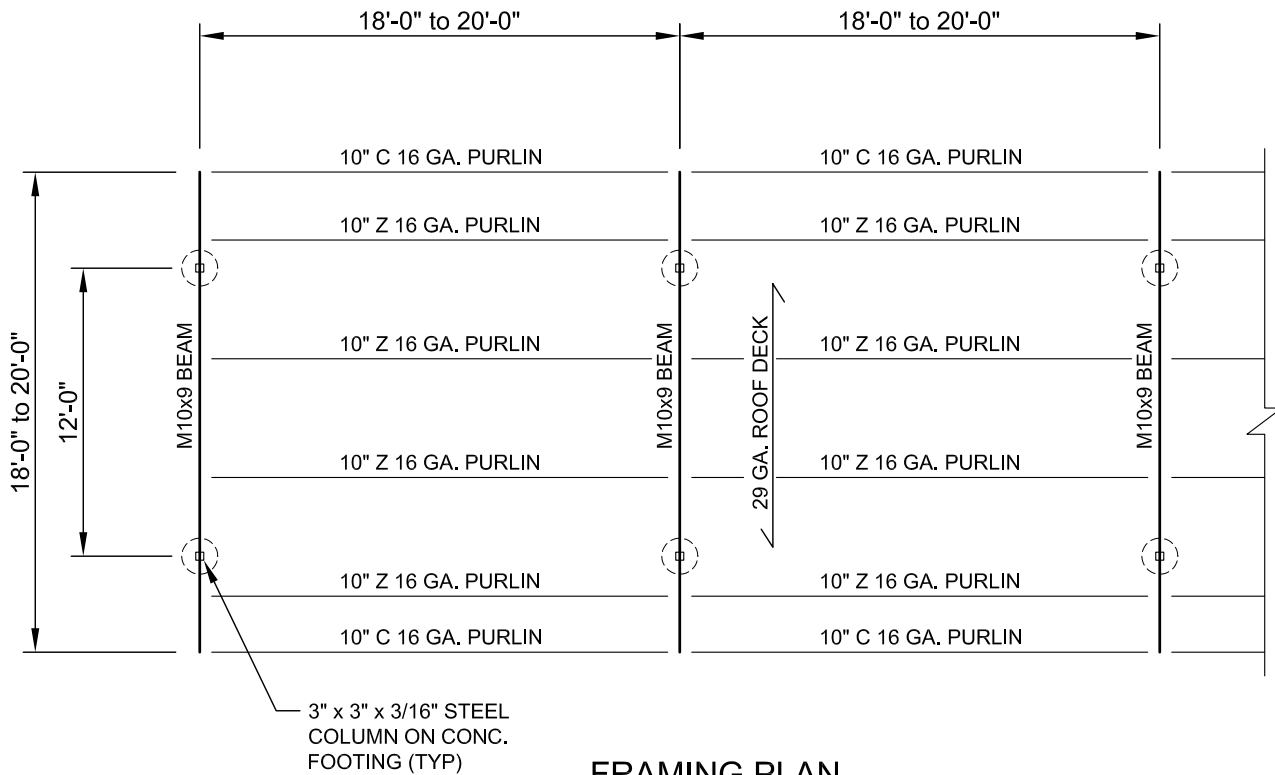 18'-0" to 20'-0"
18'-0" to 20'-0"
10" C 16 GA. PURLIN
10" C 16 GA. PURLIN
10" Z 16 GA. PURLIN
10" Z 16 GA. PURLIN
18'-0" to 20'-0"
12'-0"
M10x9 BEAM
10" Z 16 GA. PURLIN
M10x9 BEAM
29 GA. ROOF DECK
10" Z 16 GA. PURLIN
M10x9 BEAM
10" Z 16 GA. PURLIN
10" Z 16 GA. PURLIN
10" Z 16 GA. PURLIN
10" Z 16 GA. PURLIN
10" C 16 GA. PURLIN
10" C 16 GA. PURLIN
3" x 3" x 3/16" STEEL
COLUMN ON CONC.
FOOTING (TYP)
FRAMING PLAN